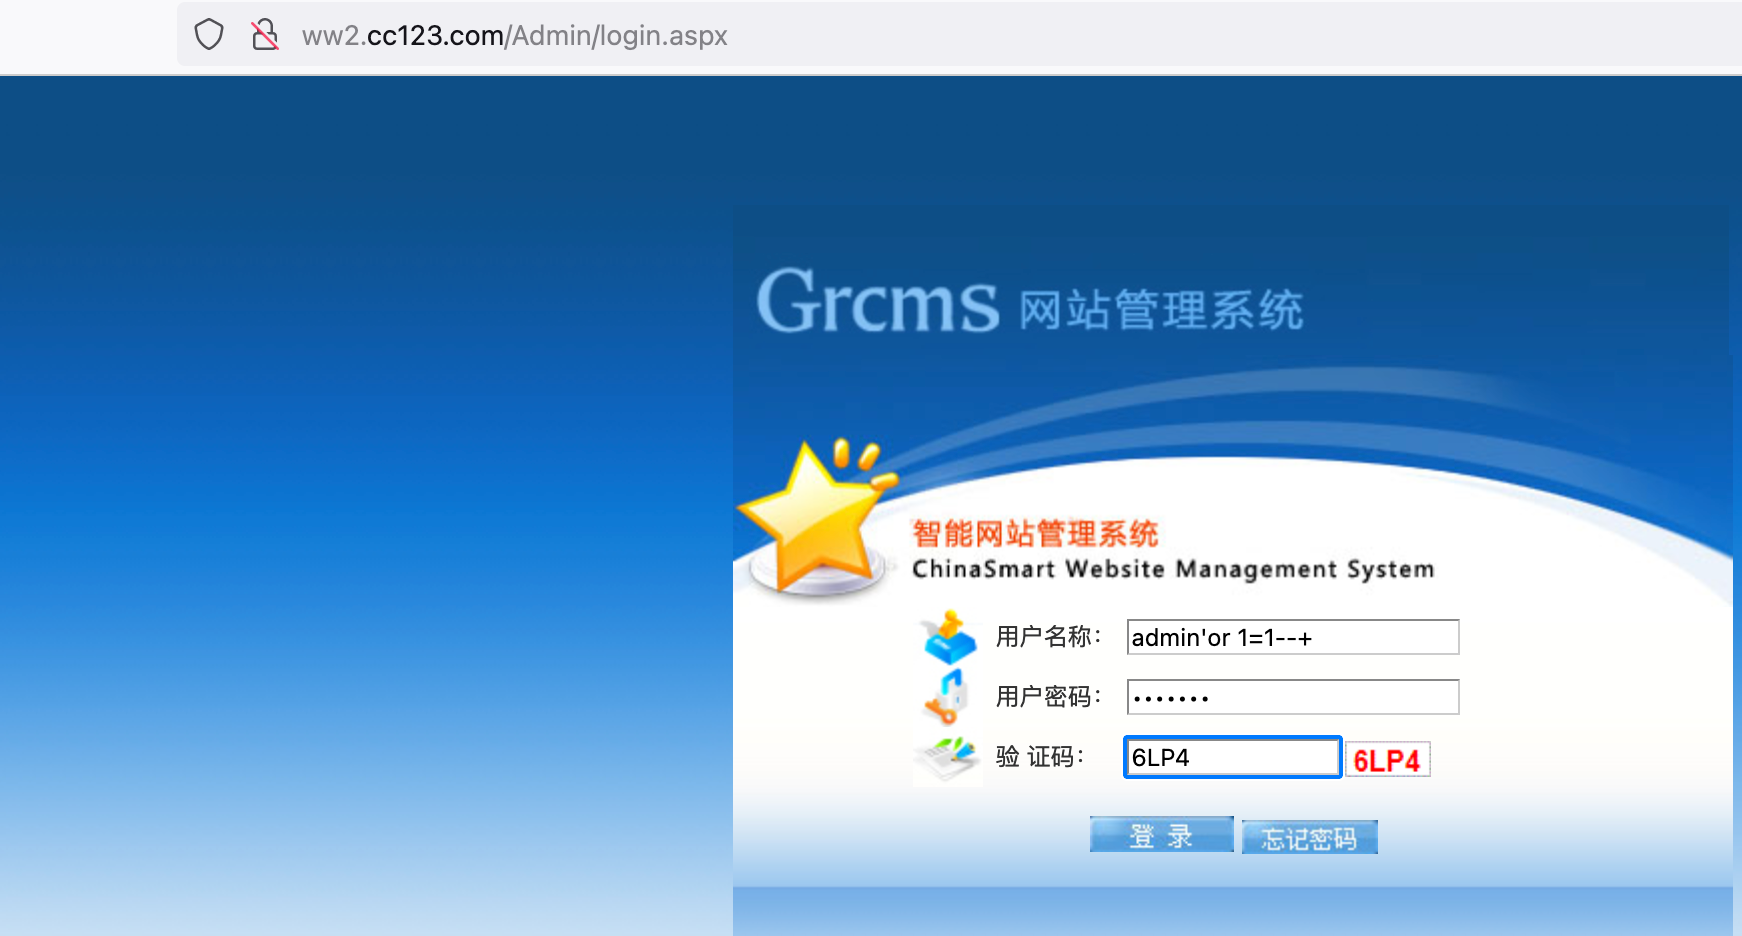 ww2.cc123.com/Admin/login.aspx
Grcms 网站管理系统
智能网站管理系统
ChinaSmart Website Management System
用户名称: admin'or 1=1--+
用户密码: •••••••
验 证码: 6LP4 6LP4
登 录 忘记密码